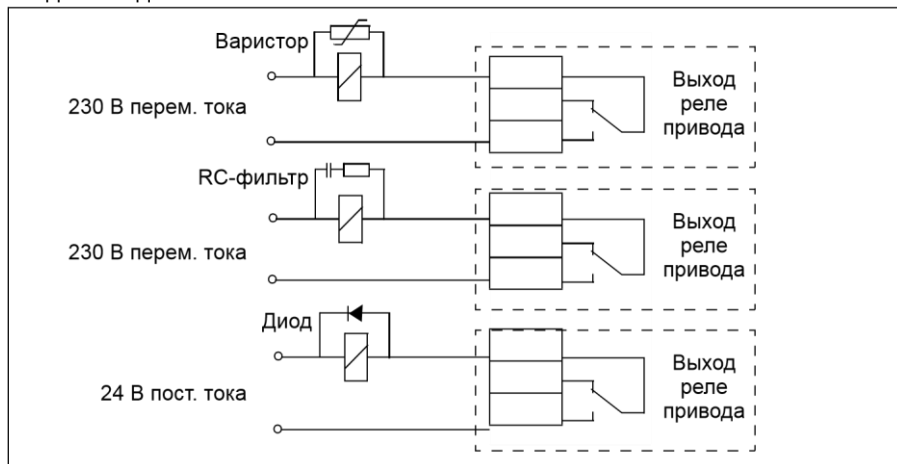 Варистор
230 В перем. тока
Выход
реле
привода
RC-фильтр
230 В перем. тока
Выход
реле
привода
Диод
24 В пост. тока
Выход
реле
привода